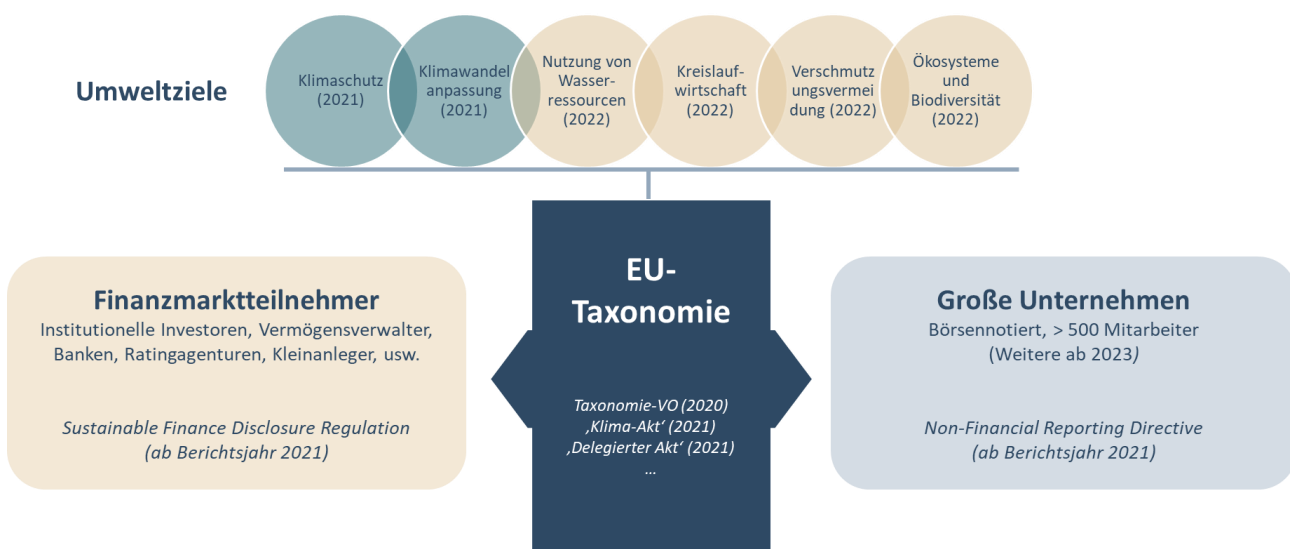 Umweltziele
Klimaschutz
(2021)
Klimawandel
anpassung
(2021)
Nutzung von
Wasser-
ressourcen
(2022)
Kreislauf-
wirtschaft
(2022)
Verschmutz
ungsvermei
dung (2022)
Ökosysteme
und
Biodiversität
(2022)
Finanzmarktteilnehmer
Institutionelle Investoren, Vermögensverwalter,
Banken, Ratingagenturen, Kleinanleger, usw.
Sustainable Finance Disclosure Regulation
(ab Berichtsjahr 2021)
EU-
Taxonomie
Taxonomie-VO (2020)
‚Klima-Akt‘ (2021)
‚Delegierter Akt‘ (2021)
...
Große Unternehmen
Börsennotiert, > 500 Mitarbeiter
(Weitere ab 2023)
Non-Financial Reporting Directive
(ab Berichtsjahr 2021)